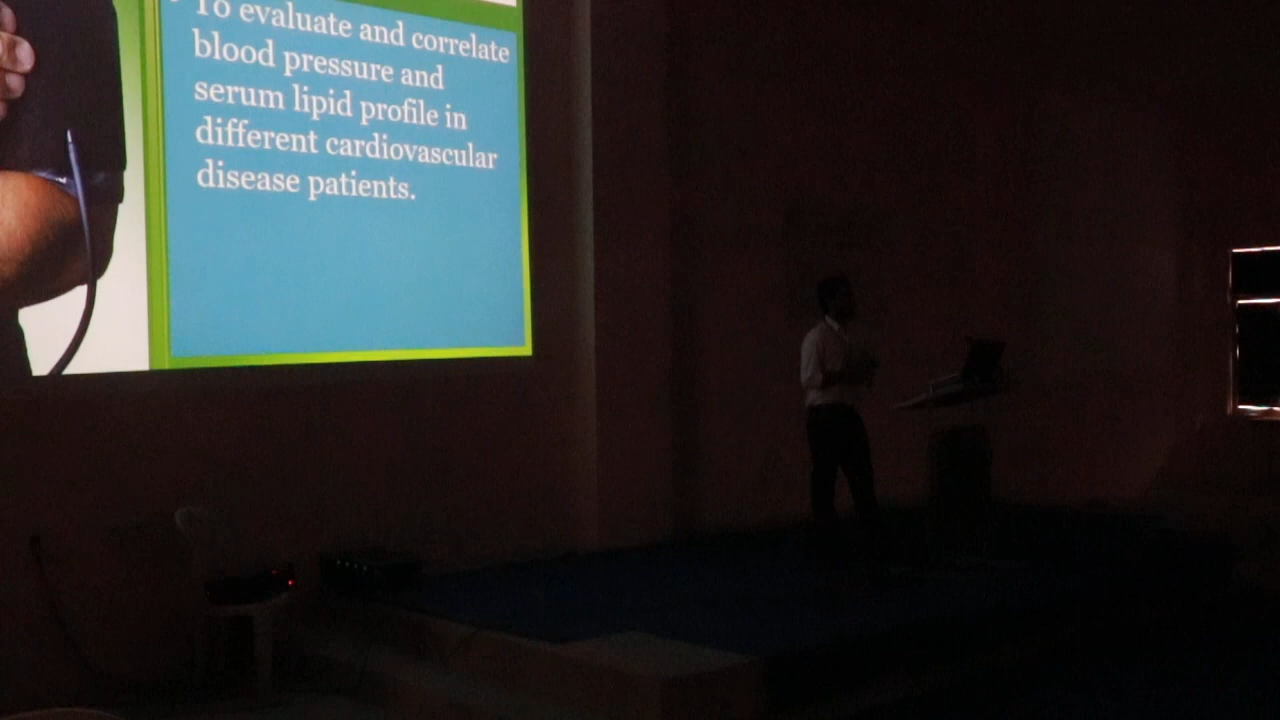 To evaluate and correlate
blood pressure and
serum lipid profile in
different cardiovascular
disease patients.